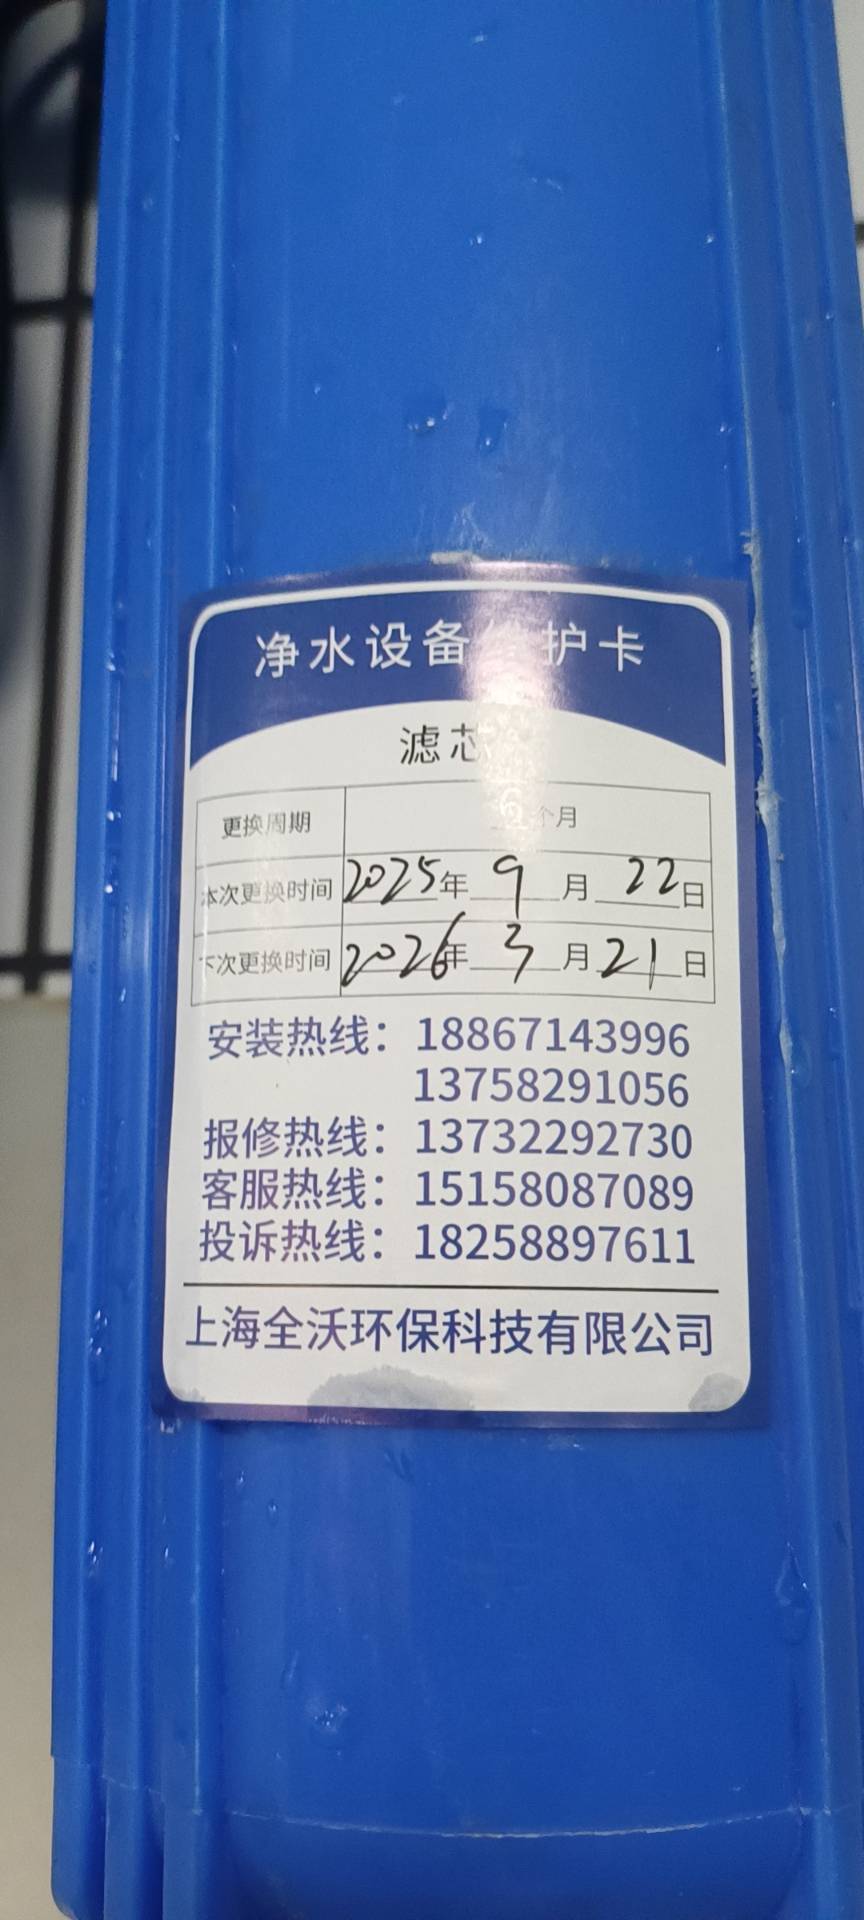 净水设备 护卡
滤芯
更换周期 6个月
本次更换时间 2025年 9月 22日
下次更换时间 2026年 3月 21日
安装热线：18867143996
13758291056
报修热线：13732292730
客服热线：15158087089
投诉热线：18258897611
上海全沃环保科技有限公司